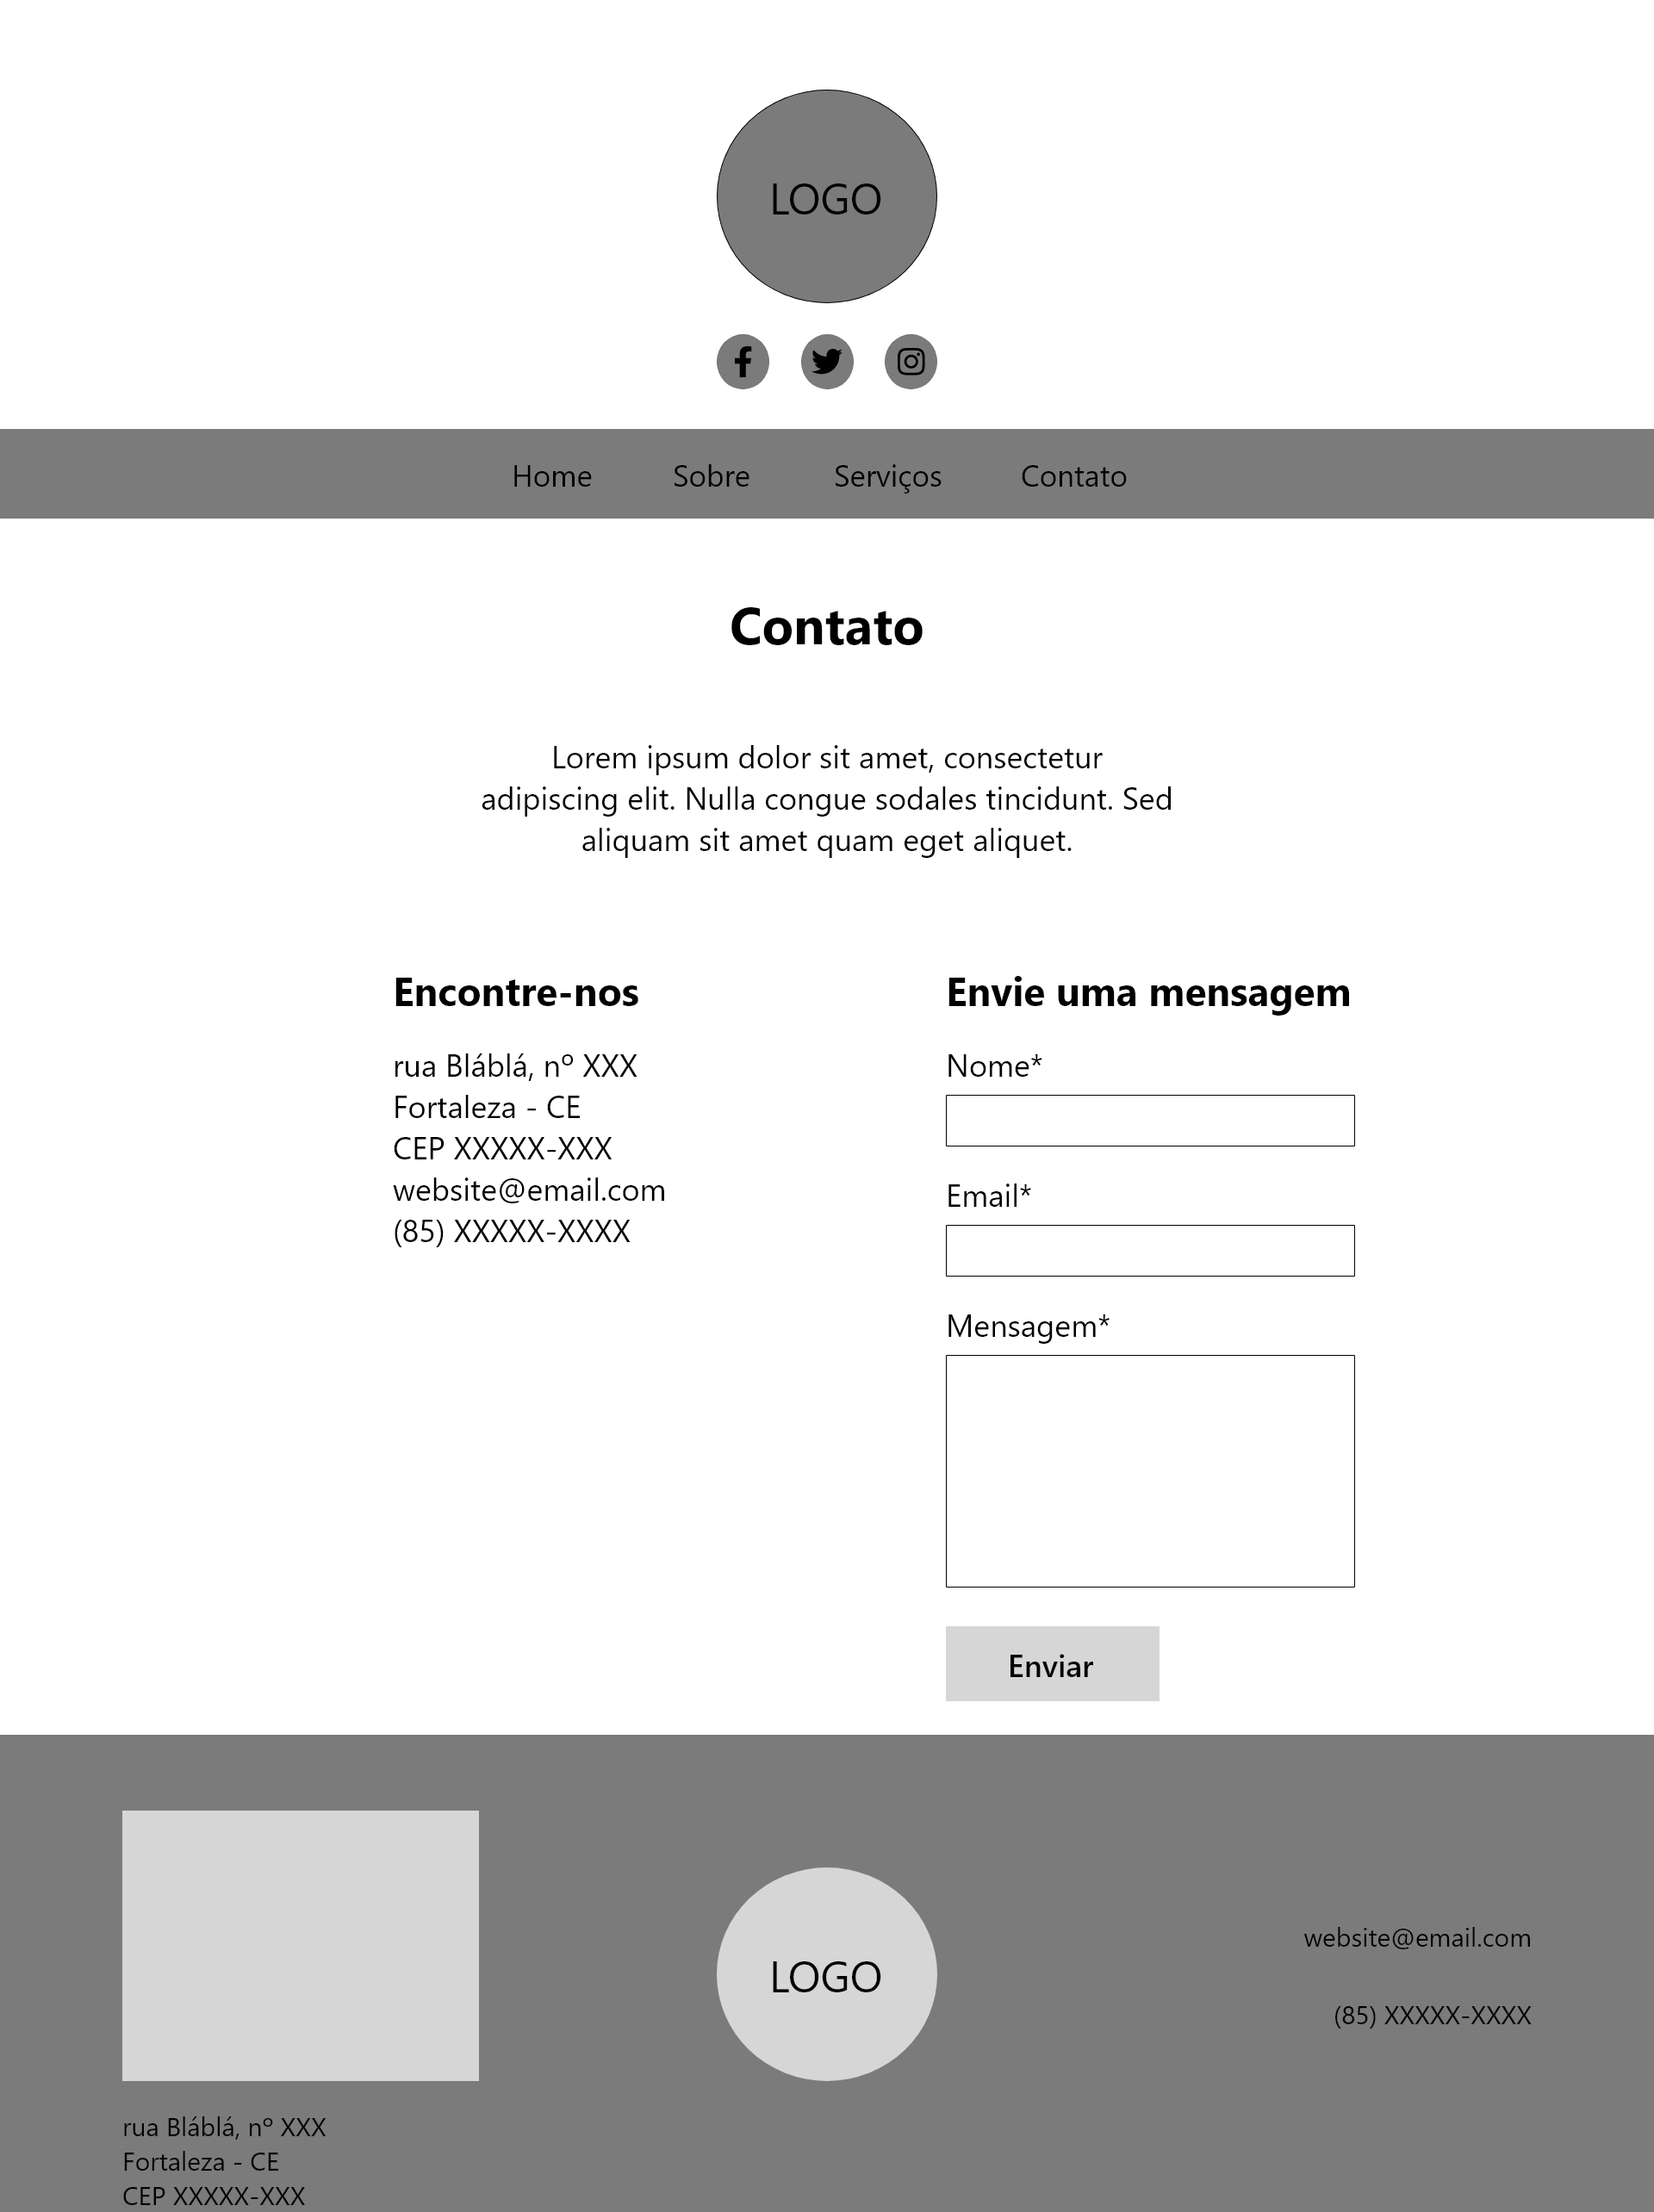 LOGO
Home Sobre Serviços Contato
Contato
Lorem ipsum dolor sit amet, consectetur
adipiscing elit. Nulla congue sodales tincidunt. Sed
aliquam sit amet quam eget aliquet.
Encontre-nos
rua Bláblá, nº XXX
Fortaleza - CE
CEP XXXXX-XXX
website@email.com
(85) XXXXX-XXXX
Envie uma mensagem
Nome*
Email*
Mensagem*
Enviar
rua Bláblá, nº XXX
Fortaleza - CE
CEP XXXXX-XXX
LOGO
website@email.com
(85) XXXXX-XXXX